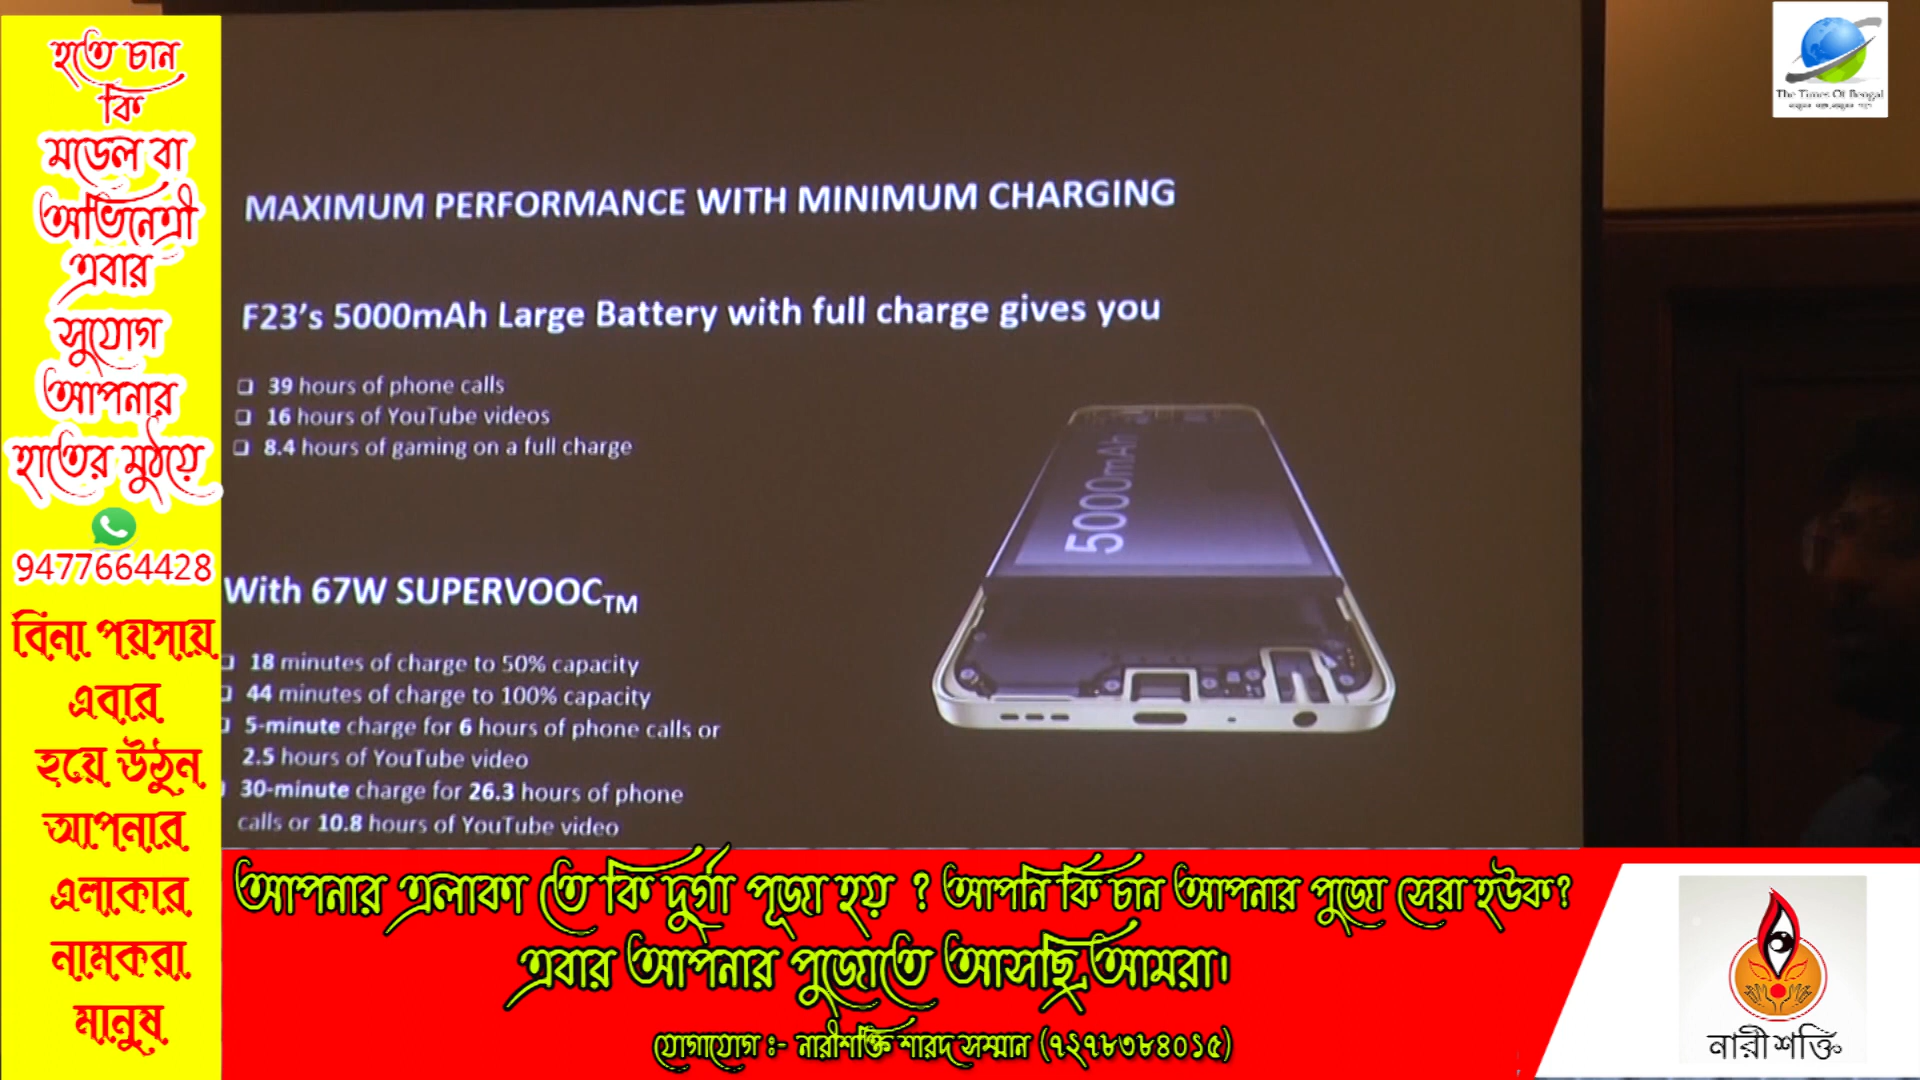 হতে চান
কি
মডেল বা
অভিনেত্রী
এবার
সুযোগ
আপনার
হাতের মুঠয়ে
9477664428
বিনা পয়সায়
এবার
হয়ে উঠুন
আপনার
এলাকার
নামকরা
মানুষ
MAXIMUM PERFORMANCE WITH MINIMUM CHARGING
F23's 5000mAh Large Battery with full charge gives you
❑ 39 hours of phone calls
❑ 16 hours of YouTube videos
❑ 8.4 hours of gaming on a full charge
5000mAh
With 67W SUPERVOOC™
❑ 18 minutes of charge to 50% capacity
❑ 44 minutes of charge to 100% capacity
❑ 5-minute charge for 6 hours of phone calls or
2.5 hours of YouTube video
❑ 30-minute charge for 26.3 hours of phone
calls or 10.8 hours of YouTube video
The Times Of Bengal
আপনার এলাকা তে কি দুর্গা পূজা হয় ? আপনি কি চান আপনার পুজো সেরা হউক?
এবার আপনার পুজোতে আসছি আমরা।
যোগাযোগ ঃ- নারীশক্তি শারদ সম্মান (৭২৭৮৩৮৪০১৫)
নারী শক্তি